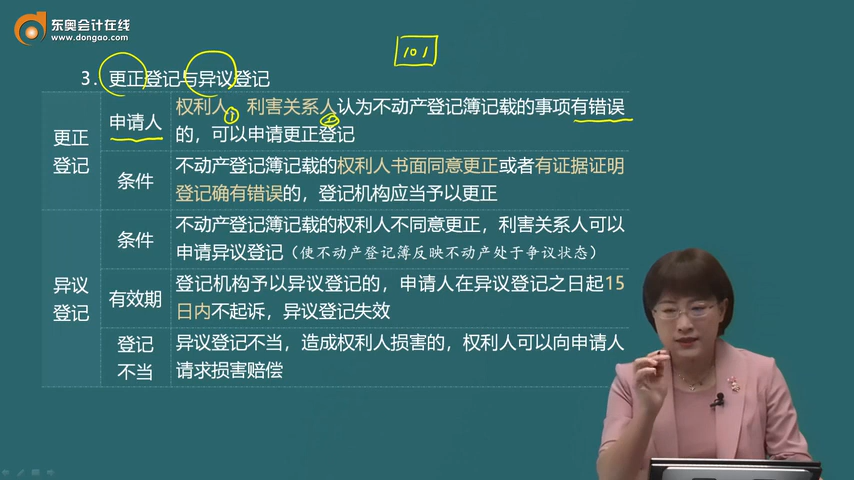 东奥会计在线
www.dongao.com
101
3．更正登记与异议登记
更正
登记
申请人
权利人、利害关系人认为不动产登记簿记载的事项有错误
的，可以申请更正登记
① ②
条件
不动产登记簿记载的权利人书面同意更正或者有证据证明
登记确有错误的，登记机构应当予以更正
异议
登记
条件
不动产登记簿记载的权利人不同意更正，利害关系人可以
申请异议登记（使不动产登记簿反映不动产处于争议状态）
有效期
登记机构予以异议登记的，申请人在异议登记之日起15
日内不起诉，异议登记失效
登记
不当
异议登记不当，造成权利人损害的，权利人可以向申请人
请求损害赔偿